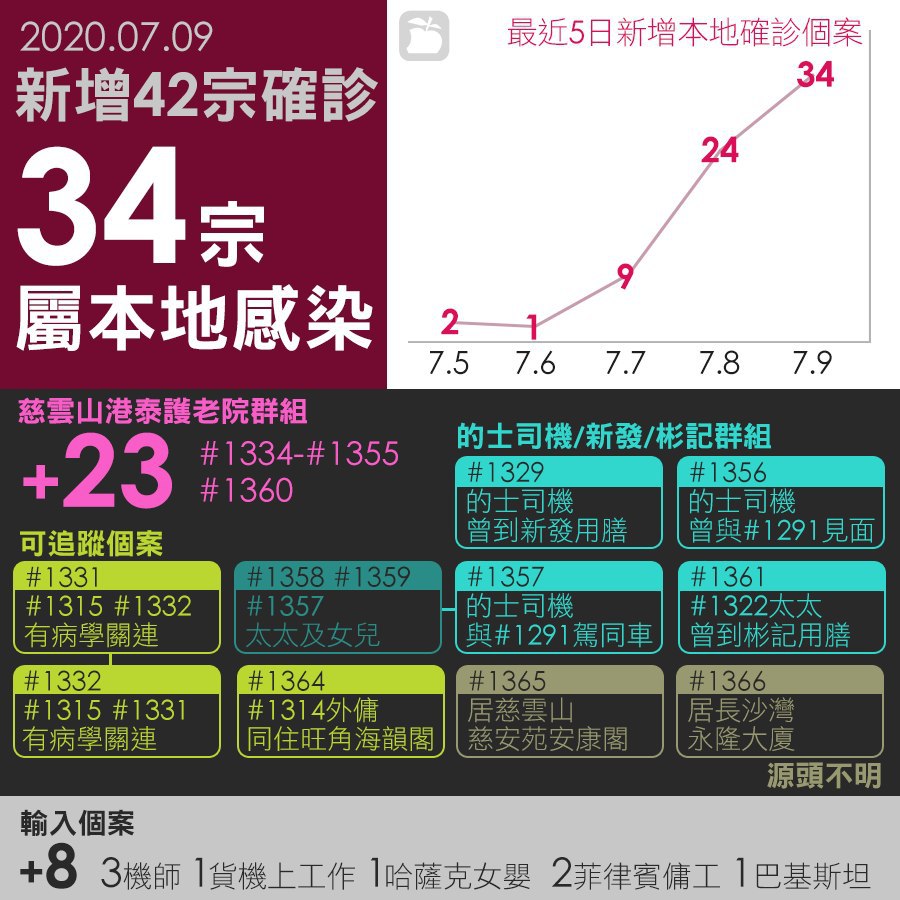 2020.07.09
新增42宗確診
34宗
屬本地感染
最近5日新增本地確診個案
34
24
9
2
1
7.5 7.6 7.7 7.8 7.9
慈雲山港泰護老院群組
+23
#1334-#1355
#1360
的士司機/新發/彬記群組
#1329
的士司機
曾到新發用膳
#1356
的士司機
曾與#1291見面
可追蹤個案
#1331
#1315 #1332
有病學關連
#1358 #1359
#1357
太太及女兒
#1357
的士司機
與#1291駕同車
#1361
#1322太太
曾到彬記用膳
#1332
#1315 #1331
有病學關連
#1364
#1314外傭
同住旺角海韻閣
#1365
居慈雲山
慈安苑安康閣
#1366
居長沙灣
永隆大廈
源頭不明
輸入個案
+8 3機師 1貨機上工作 1哈薩克女嬰 2菲律賓傭工 1巴基斯坦